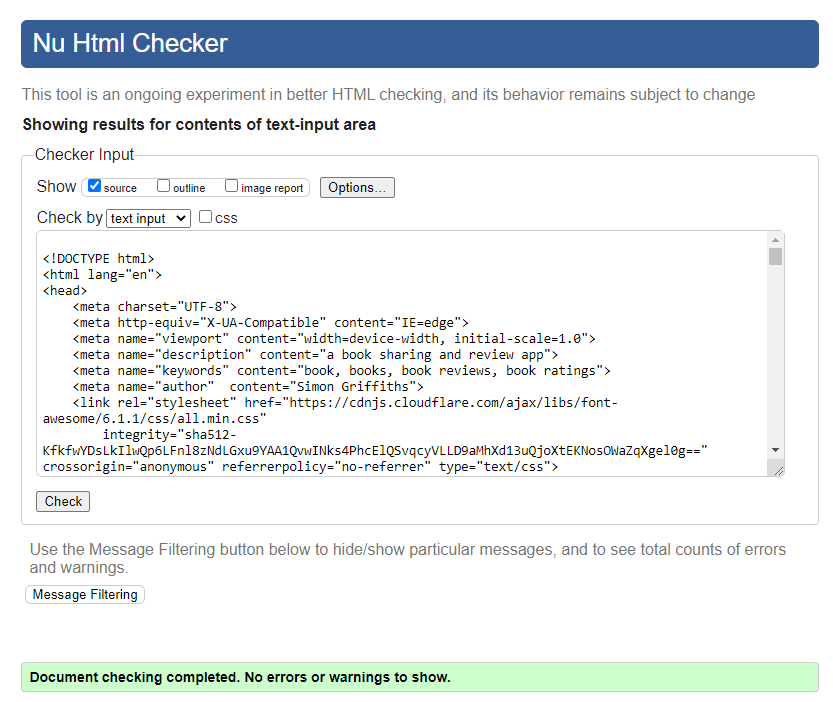 Nu Html Checker
This tool is an ongoing experiment in better HTML checking, and its behavior remains subject to change
Showing results for contents of text-input area
Checker Input
Show source outline image report Options...
Check by text input css
<!DOCTYPE html>
<html lang="en">
<head>
    <meta charset="UTF-8">
    <meta http-equiv="X-UA-Compatible" content="IE=edge">
    <meta name="viewport" content="width=device-width, initial-scale=1.0">
    <meta name="description" content="a book sharing and review app">
    <meta name="keywords" content="book, books, book reviews, book ratings">
    <meta name="author"  content="Simon Griffiths">
    <link rel="stylesheet" href="https://cdnjs.cloudflare.com/ajax/libs/font-
awesome/6.1.1/css/all.min.css"
        integrity="sha512-
KfkfwYDsLkIlwQp6LFnl8zNdLGxu9YAA1QvwINks4PhcElQSvqcyVLLD9aMhXd13uQjoXtEKNosOWaZqXgel0g=="
crossorigin="anonymous" referrerpolicy="no-referrer" type="text/css">
Check
Use the Message Filtering button below to hide/show particular messages, and to see total counts of errors
and warnings.
Message Filtering
Document checking completed. No errors or warnings to show.